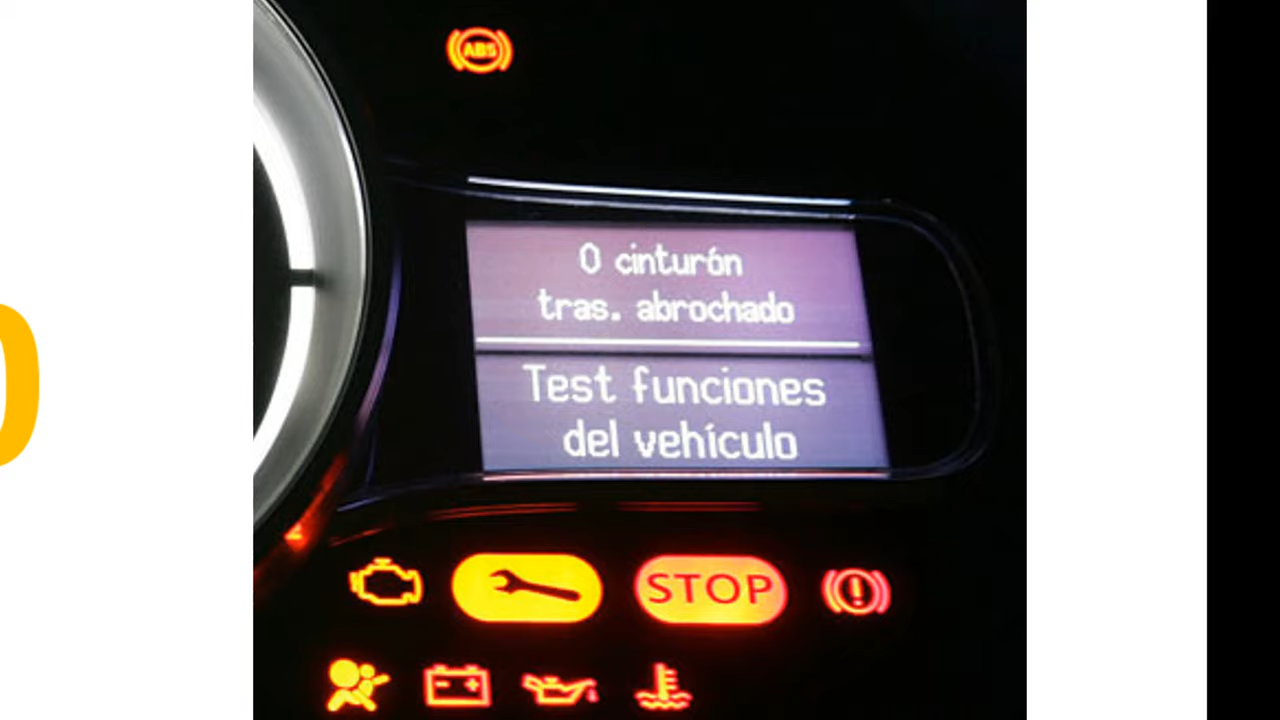 ABS
0 cinturón
tras. abrochado
Test funciones
del vehículo
STOP